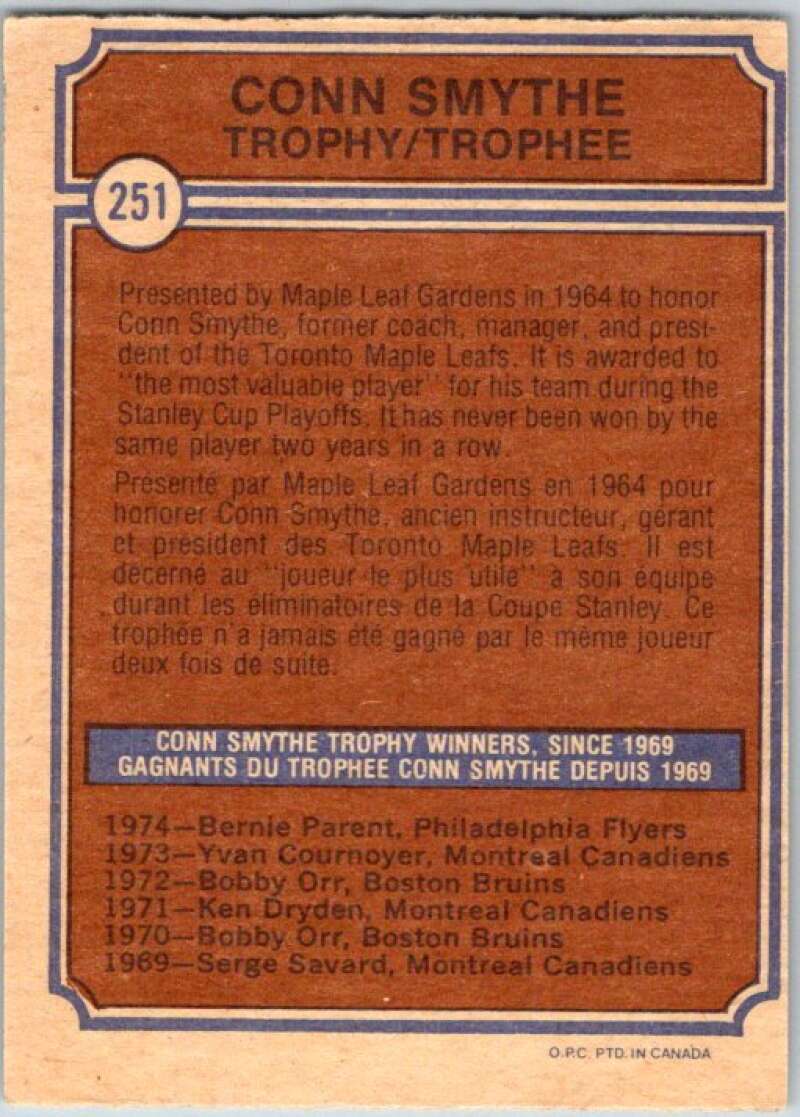 CONN SMYTHE
TROPHY/TROPHEE
251
Presented by Maple Leaf Gardens in 1964 to honor
Conn Smythe, former coach, manager, and presi-
dent of the Toronto Maple Leafs. It is awarded to
"the most valuable player" for his team during the
Stanley Cup Playoffs. It has never been won by the
same player two years in a row.
Présenté par Maple Leaf Gardens en 1964 pour
honorer Conn Smythe, ancien instructeur, gérant
et président des Toronto Maple Leafs. Il est
décerné au "joueur le plus utile" à son équipe
durant les éliminatoires de la Coupe Stanley. Ce
trophée n'a jamais été gagné par le même joueur
deux fois de suite.
CONN SMYTHE TROPHY WINNERS, SINCE 1969
GAGNANTS DU TROPHEE CONN SMYTHE DEPUIS 1969
1974—Bernie Parent, Philadelphia Flyers
1973—Yvan Cournoyer, Montreal Canadiens
1972—Bobby Orr, Boston Bruins
1971—Ken Dryden, Montreal Canadiens
1970—Bobby Orr, Boston Bruins
1969—Serge Savard, Montreal Canadiens
O.P.C. PTD. IN CANADA